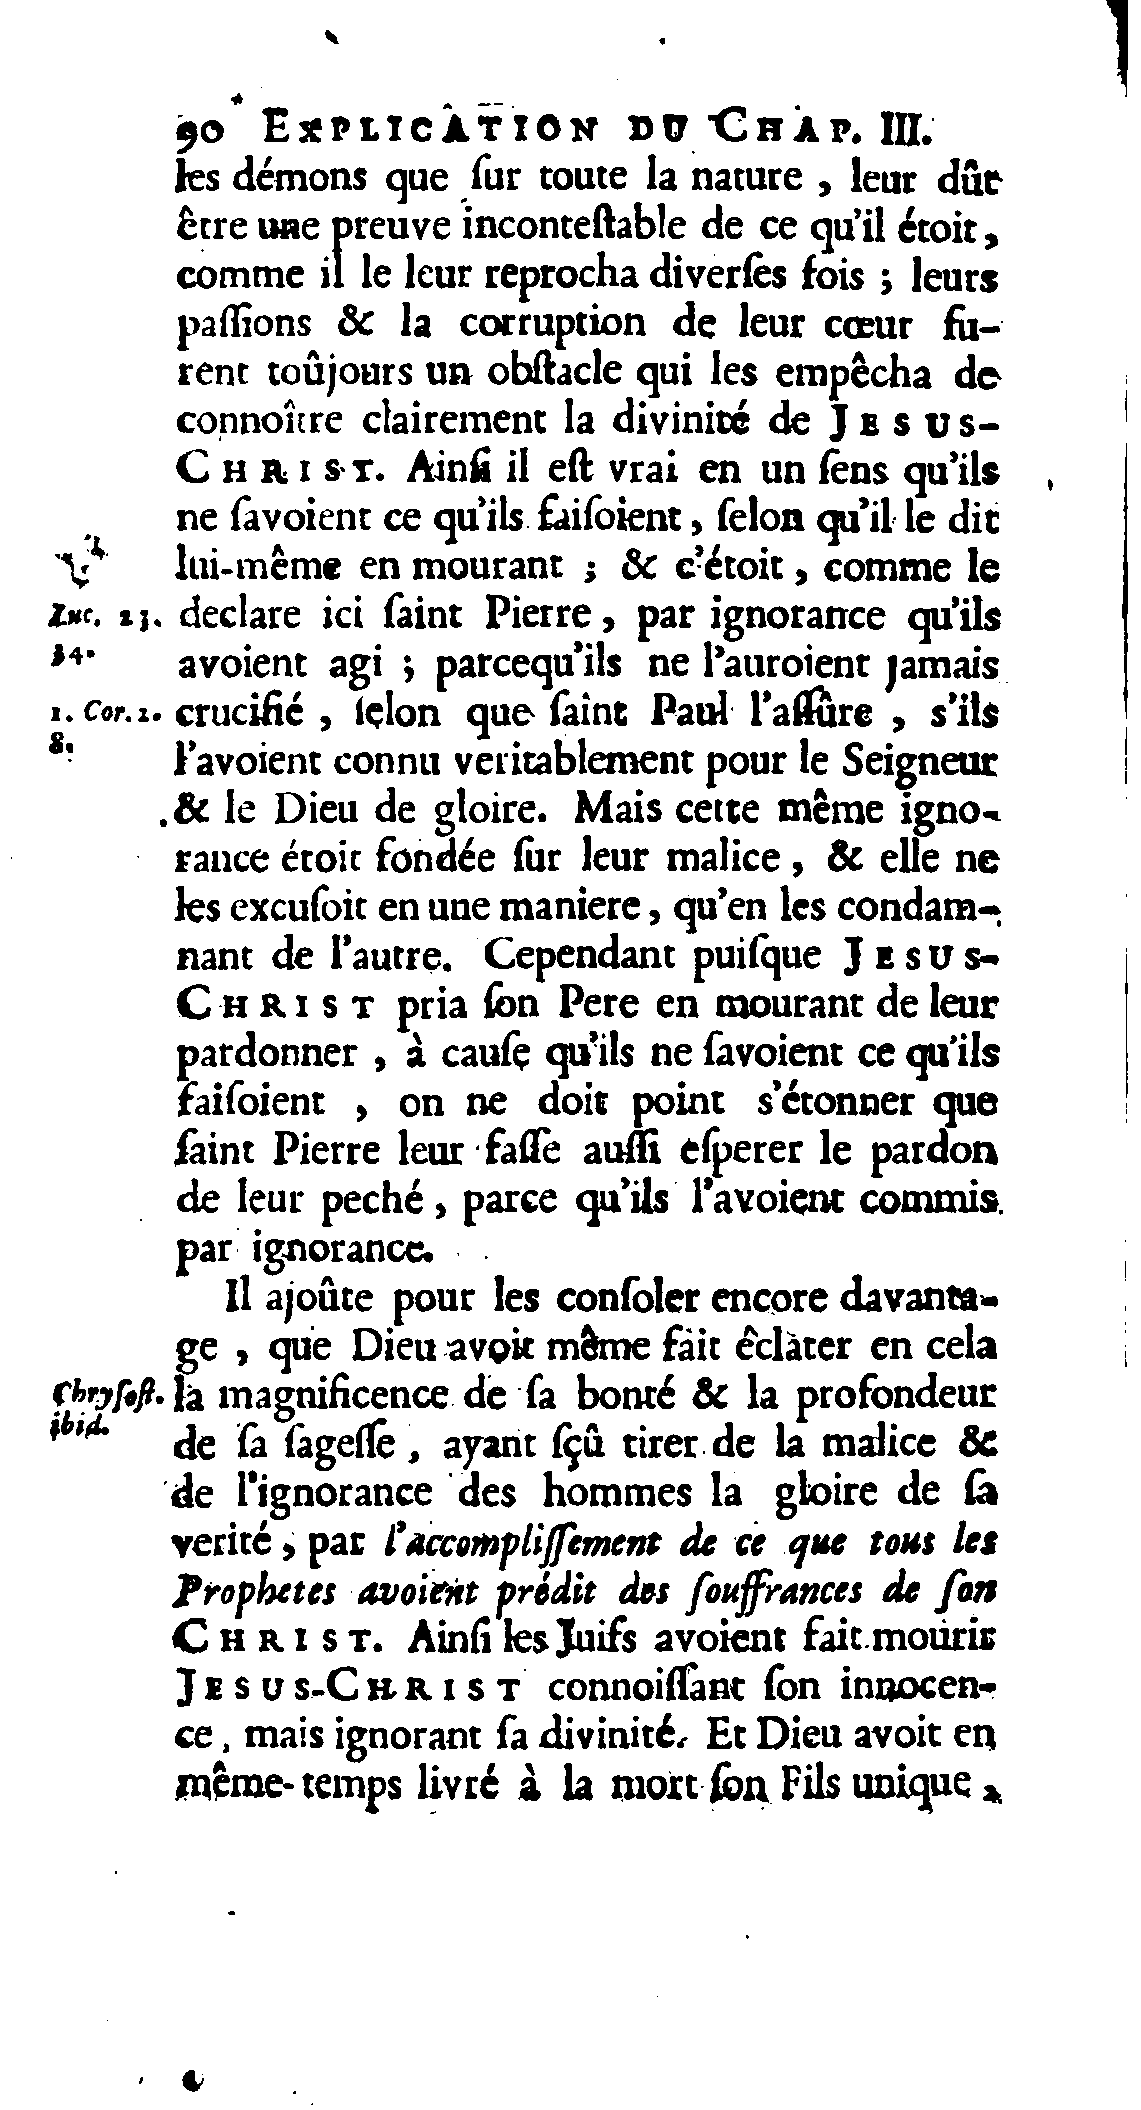 90 EXPLICATION DU CHAP. III.
les démons que ſur toute la nature, leur dût
être une preuve inconteſtable de ce qu'il étoit,
comme il le leur reprocha diverſes fois ; leurs
paſſions & la corruption de leur cœur fu-
rent toûjours un obſtacle qui les empêcha de
connoître clairement la divinité de JESUS-
CHRIST. Ainſi il eſt vrai en un ſens qu'ils
ne ſavoient ce qu'ils faiſoient, ſelon qu'il le dit
lui-même en mourant ; & c'étoit, comme le
Luc. 23. declare ici ſaint Pierre, par ignorance qu'ils
34. avoient agi ; parcequ'ils ne l'auroient jamais
1. Cor. 2. crucifié, ſelon que ſaint Paul l'aſſûre, s'ils
8. l'avoient connu veritablement pour le Seigneur
& le Dieu de gloire. Mais cette même igno-
rance étoit fondée ſur leur malice, & elle ne
les excuſoit en une maniere, qu'en les condam-
nant de l'autre. Cependant puiſque JESUS-
CHRIST pria ſon Pere en mourant de leur
pardonner, à cauſe qu'ils ne ſavoient ce qu'ils
faiſoient, on ne doit point s'étonner que
ſaint Pierre leur faſſe auſſi eſperer le pardon
de leur peché, parce qu'ils l'avoient commis
par ignorance.
Il ajoûte pour les conſoler encore davanta-
ge, que Dieu avoit même fait éclater en cela
Chryſoſt. la magnificence de ſa bonté & la profondeur
ibid. de ſa ſageſſe, ayant ſçû tirer de la malice &
de l'ignorance des hommes la gloire de ſa
verité, par l'accompliſſement de ce que tous les
Prophetes avoient prédit des ſouffrances de ſon
CHRIST. Ainſi les Juifs avoient fait mourir
JESUS-CHRIST connoiſſant ſon innocen-
ce, mais ignorant ſa divinité. Et Dieu avoit en
même-temps livré à la mort ſon Fils unique,